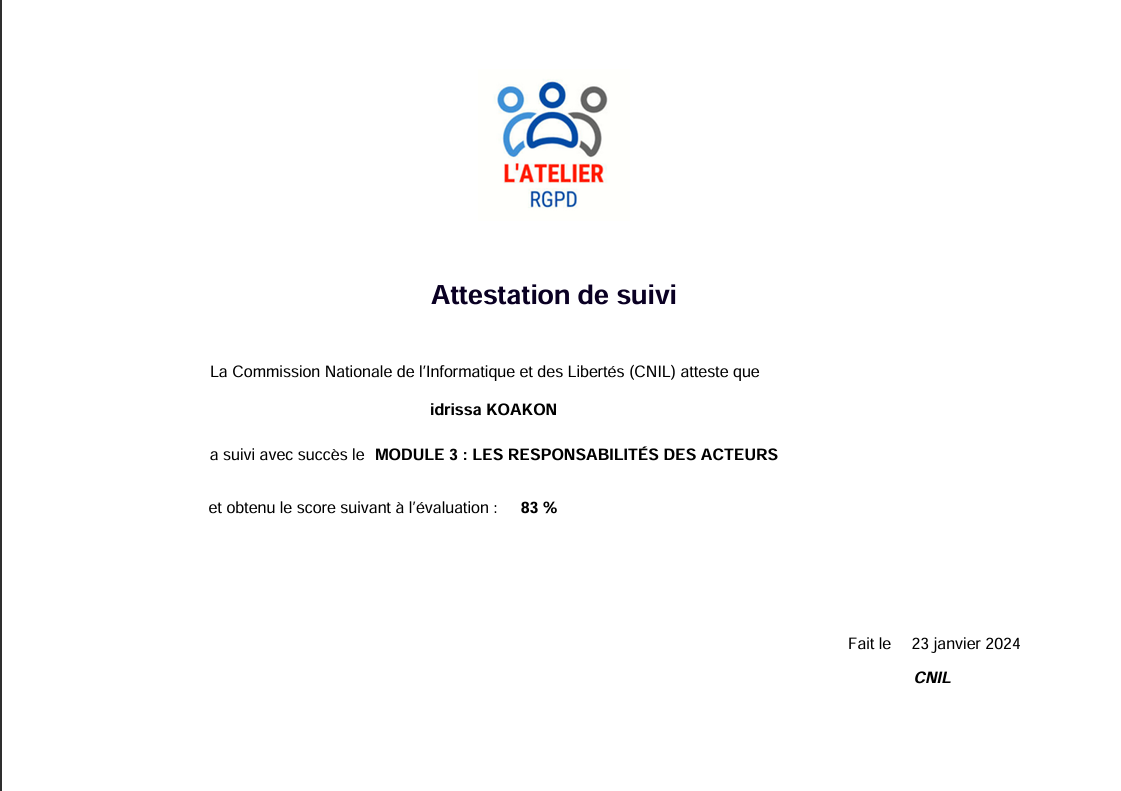 L'ATELIER
RGPD
Attestation de suivi
La Commission Nationale de l'Informatique et des Libertés (CNIL) atteste que
idrissa KOAKON
a suivi avec succès le MODULE 3 : LES RESPONSABILITÉS DES ACTEURS
et obtenu le score suivant à l'évaluation : 83 %
Fait le 23 janvier 2024
CNIL